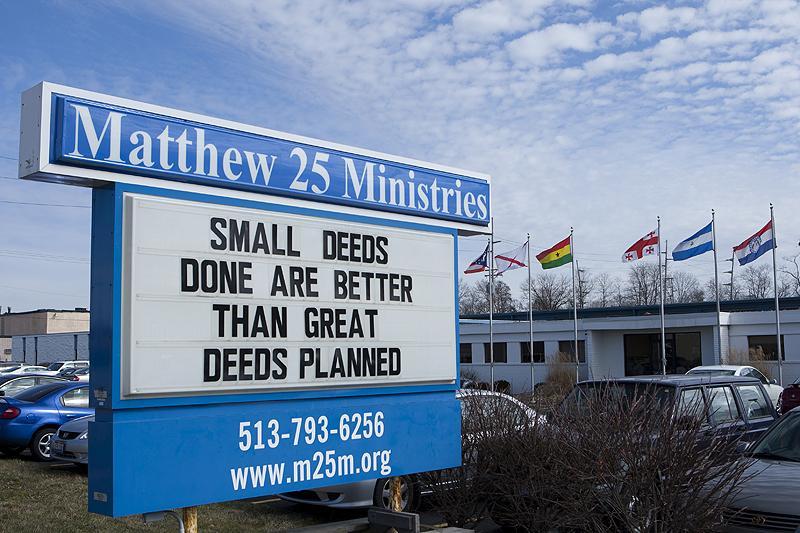 Matthew 25 Ministries
SMALL DEEDS
DONE ARE BETTER
THAN GREAT
DEEDS PLANNED
513-793-6256
www.m25m.org